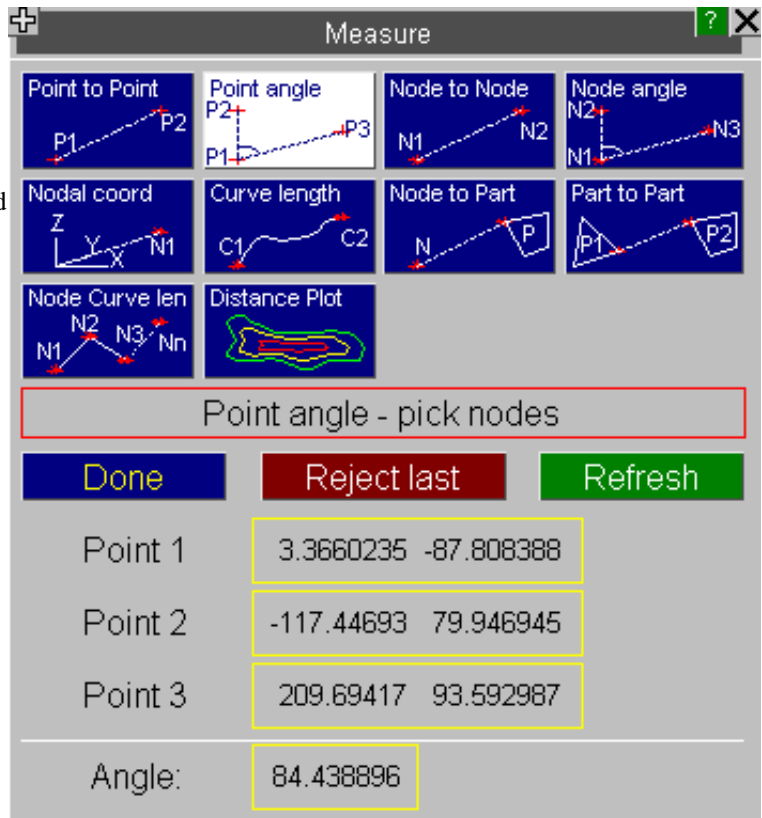 Measure ?
Point to Point
P1 P2
Point angle
P2 P3
P1
Node to Node
N1 N2
Node angle
N2 N3
N1
d
Nodal coord
Z Y X N1
Curve length
C1 C2
Node to Part
N P
Part to Part
P1 P2
Node Curve len
N1 N2 N3 Nn
Distance Plot
Point angle - pick nodes
Done Reject last Refresh
Point 1 3.3660235 -87.808388
Point 2 -117.44693 79.946945
Point 3 209.69417 93.592987
Angle: 84.438896